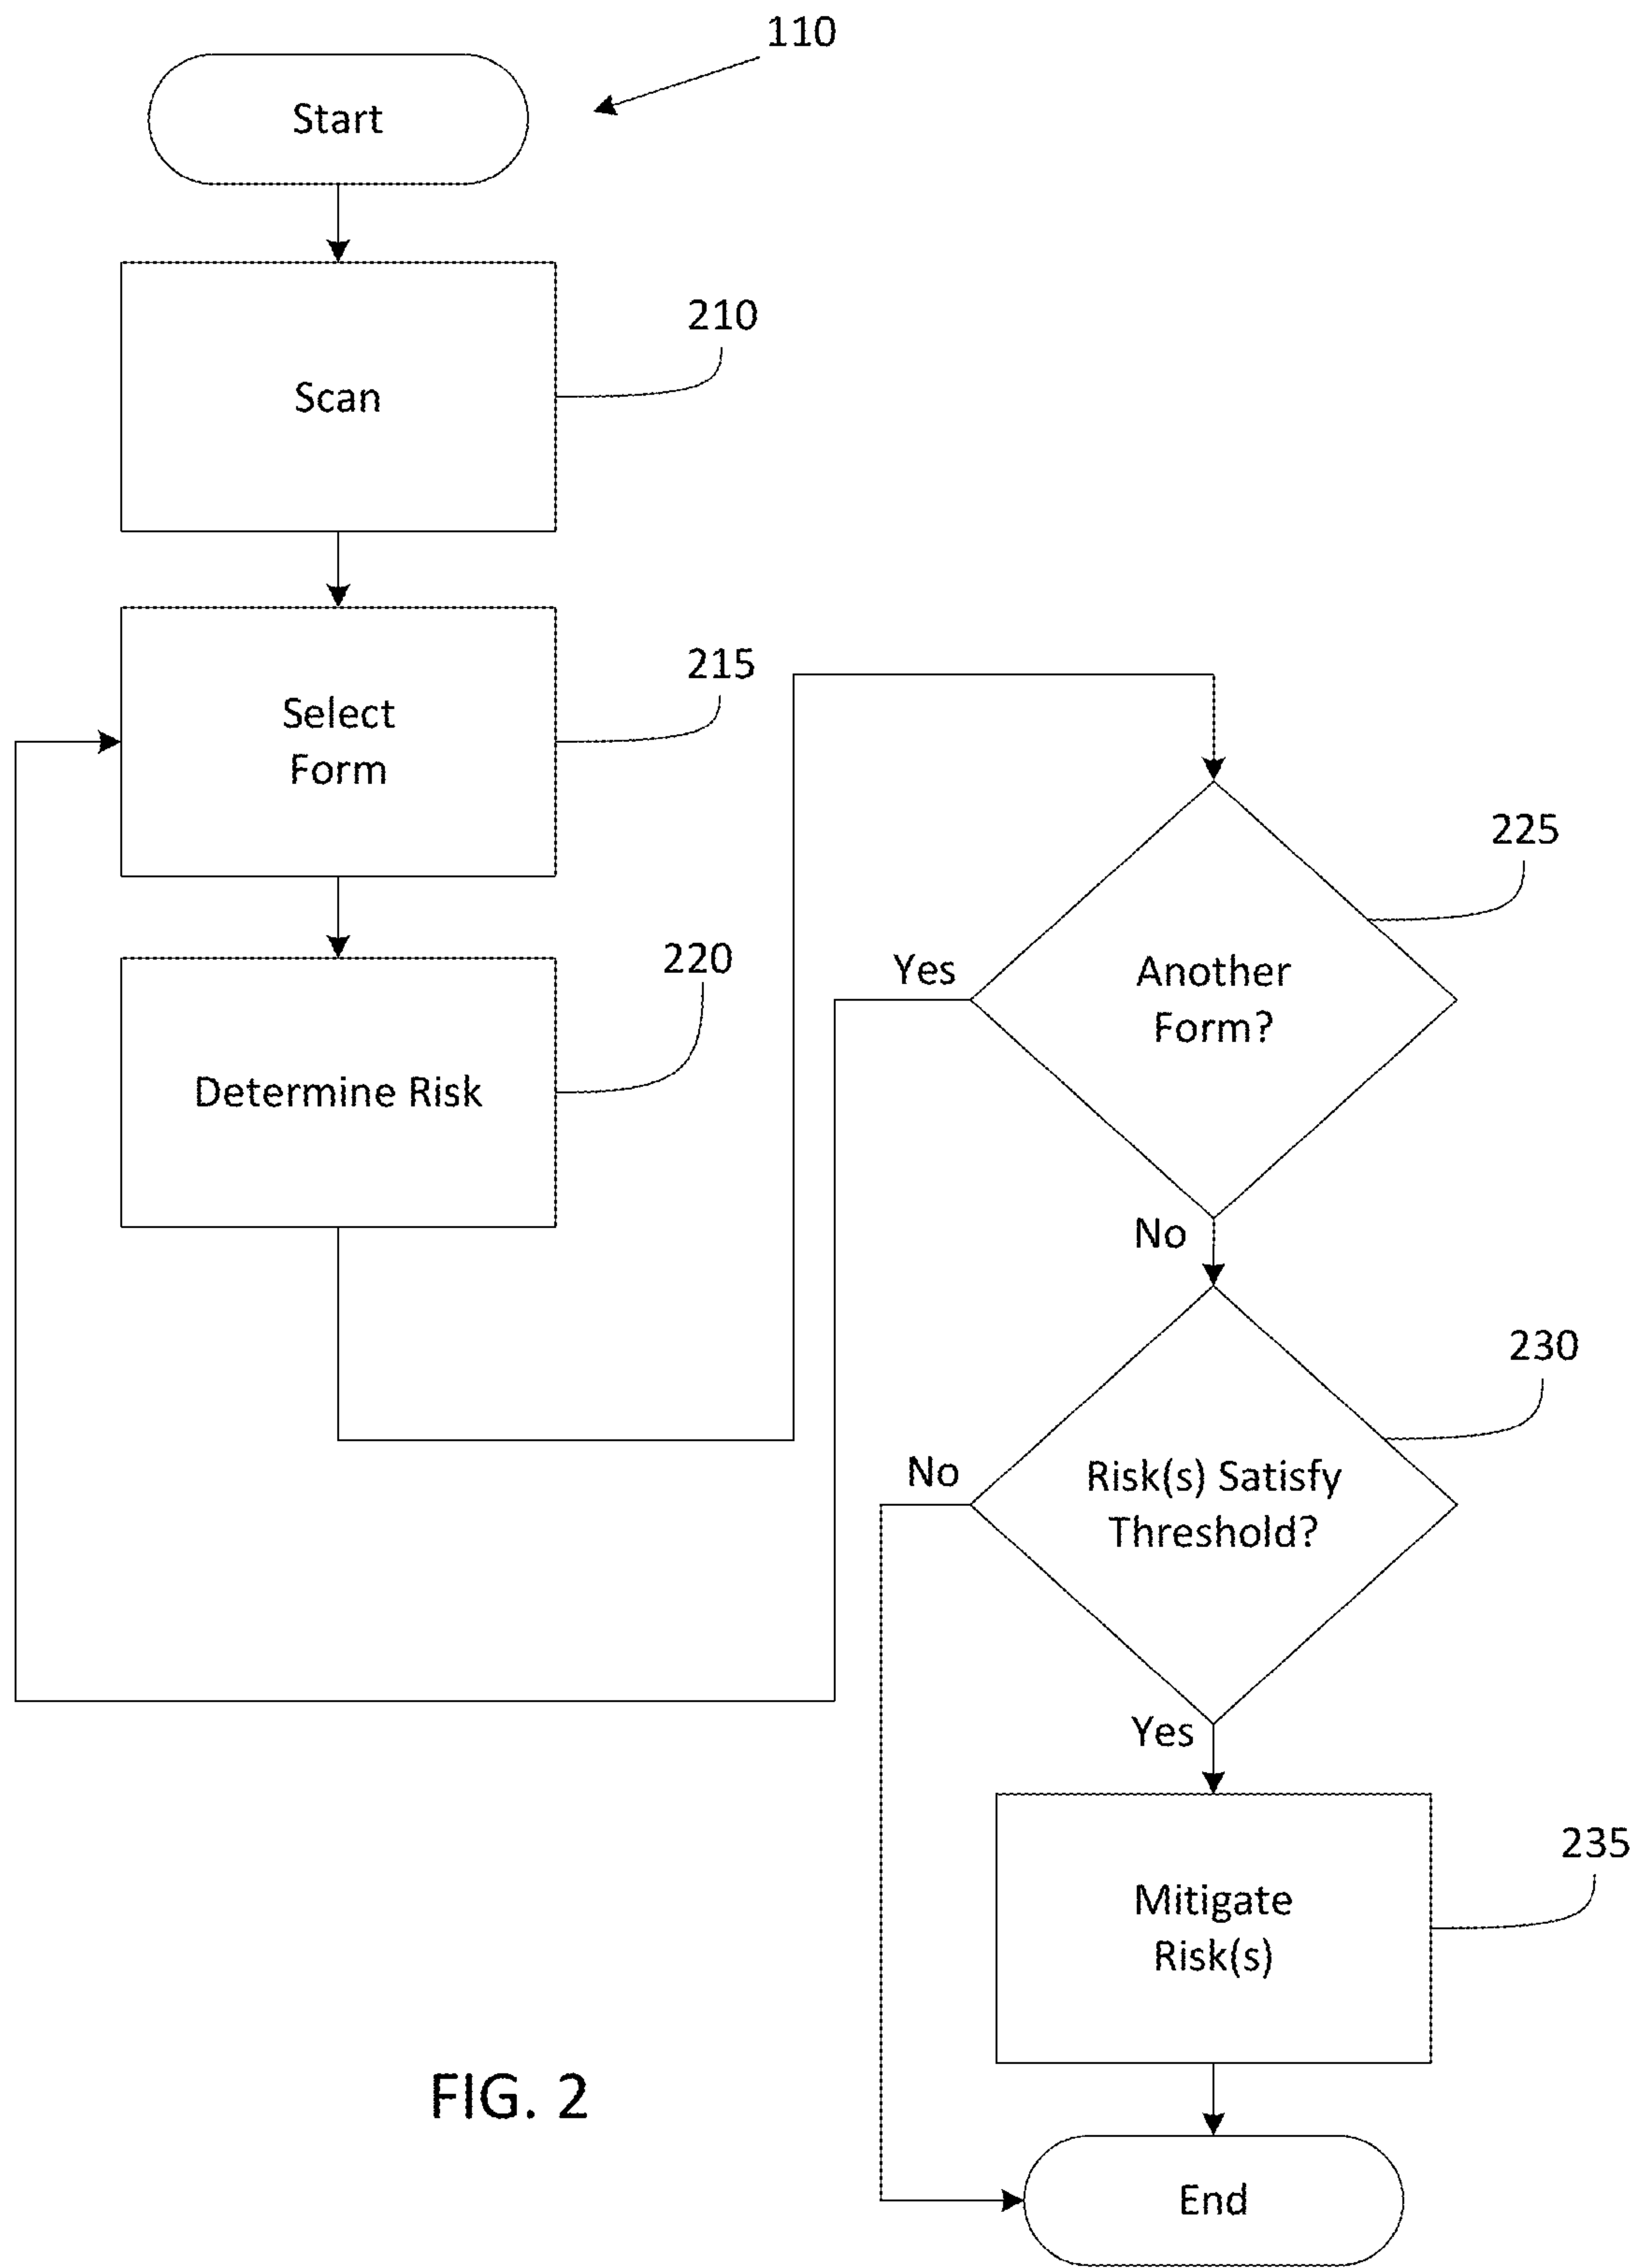 110
Start
210
Scan
215
Select
Form
220
Determine Risk
225
Another
Form?
Yes
No
230
Risk(s) Satisfy
Threshold?
No
Yes
235
Mitigate
Risk(s)
End
FIG. 2